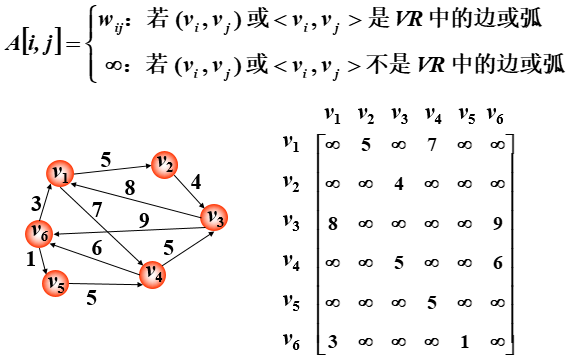 A[i, j] =
w_ij：若 (v_i, v_j) 或 < v_i, v_j > 是 VR 中的边或弧
∞：若 (v_i, v_j) 或 < v_i, v_j > 不是 VR 中的边或弧
v1 v2 v3 v4 v5 v6
v1 ∞ 5 ∞ 7 ∞ ∞
v2 ∞ ∞ 4 ∞ ∞ ∞
v3 8 ∞ ∞ ∞ ∞ 9
v4 ∞ ∞ 5 ∞ ∞ 6
v5 ∞ ∞ ∞ 5 ∞ ∞
v6 3 ∞ ∞ ∞ 1 ∞
5
v2
v1
8
4
3
7
9
v3
v6
6
5
1
v4
v5
5